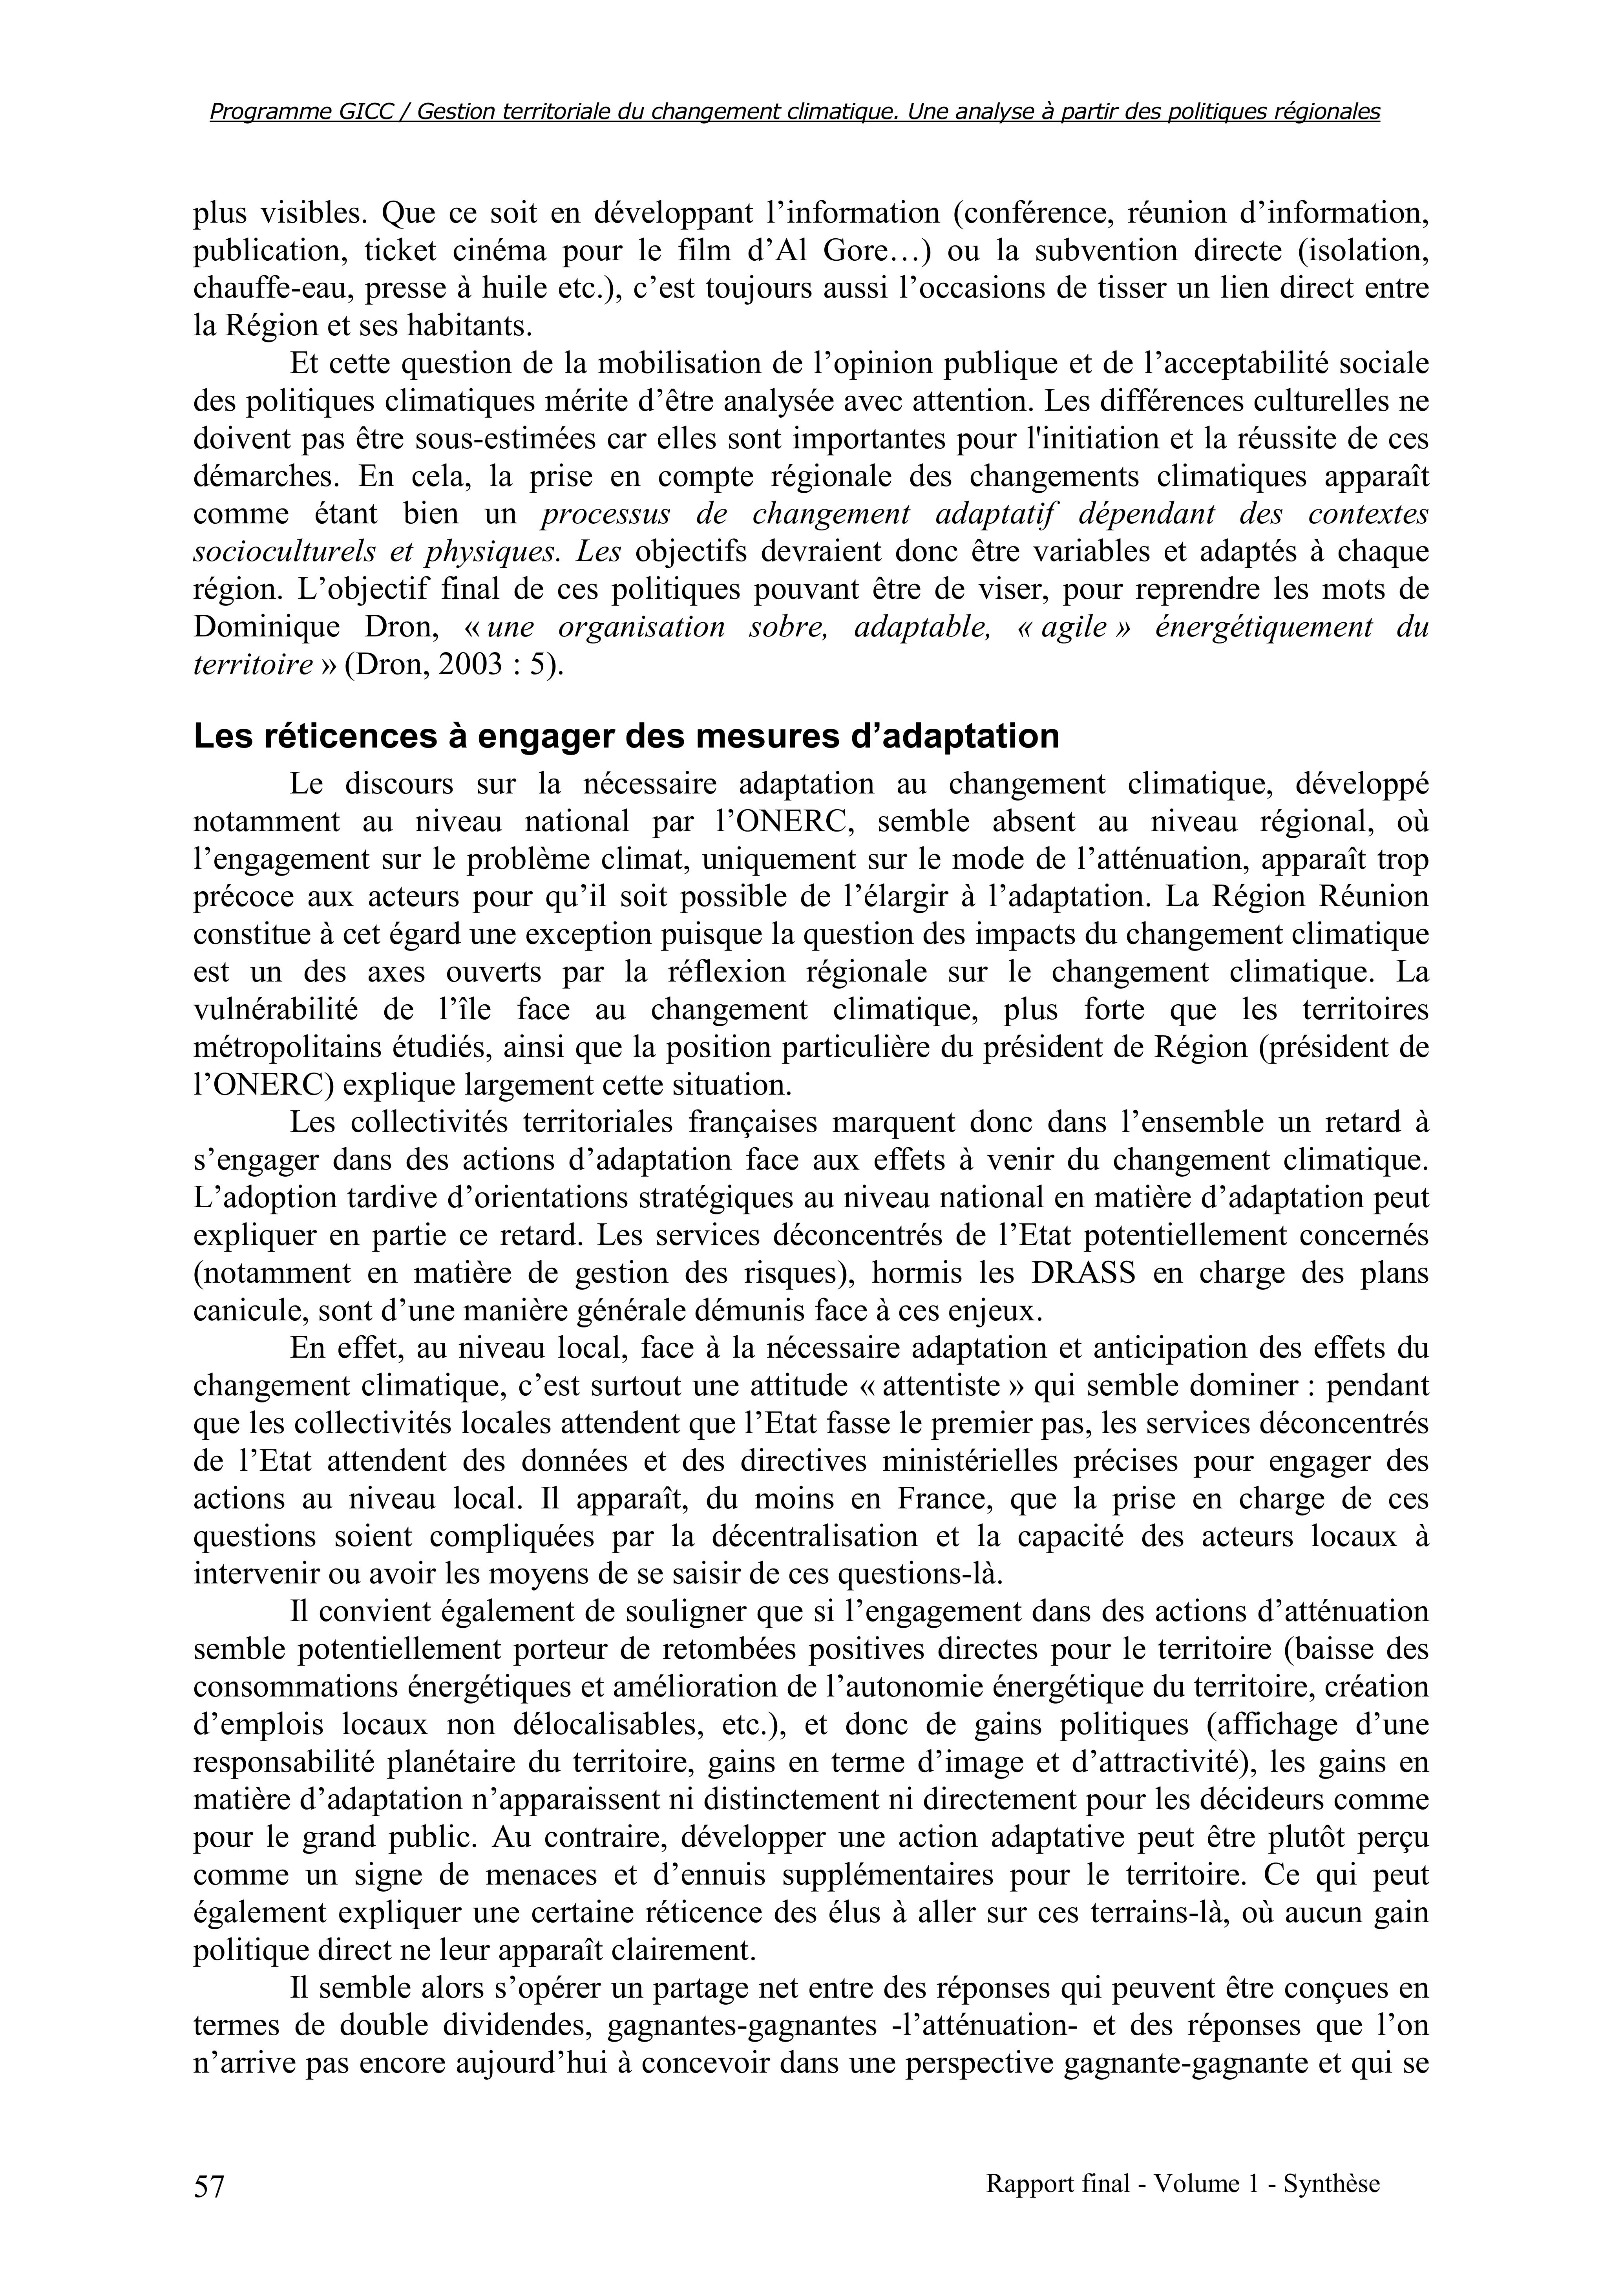 Programme GICC / Gestion territoriale du changement climatique. Une analyse à partir des politiques régionales
plus visibles. Que ce soit en développant l’information (conférence, réunion d’information,
publication, ticket cinéma pour le film d’Al Gore…) ou la subvention directe (isolation,
chauffe-eau, presse à huile etc.), c’est toujours aussi l’occasions de tisser un lien direct entre
la Région et ses habitants.
Et cette question de la mobilisation de l’opinion publique et de l’acceptabilité sociale
des politiques climatiques mérite d’être analysée avec attention. Les différences culturelles ne
doivent pas être sous-estimées car elles sont importantes pour l'initiation et la réussite de ces
démarches. En cela, la prise en compte régionale des changements climatiques apparaît
comme étant bien un processus de changement adaptatif dépendant des contextes
socioculturels et physiques. Les objectifs devraient donc être variables et adaptés à chaque
région. L’objectif final de ces politiques pouvant être de viser, pour reprendre les mots de
Dominique Dron, « une organisation sobre, adaptable, « agile » énergétiquement du
territoire » (Dron, 2003 : 5).
Les réticences à engager des mesures d’adaptation
Le discours sur la nécessaire adaptation au changement climatique, développé
notamment au niveau national par l’ONERC, semble absent au niveau régional, où
l’engagement sur le problème climat, uniquement sur le mode de l’atténuation, apparaît trop
précoce aux acteurs pour qu’il soit possible de l’élargir à l’adaptation. La Région Réunion
constitue à cet égard une exception puisque la question des impacts du changement climatique
est un des axes ouverts par la réflexion régionale sur le changement climatique. La
vulnérabilité de l’île face au changement climatique, plus forte que les territoires
métropolitains étudiés, ainsi que la position particulière du président de Région (président de
l’ONERC) explique largement cette situation.
Les collectivités territoriales françaises marquent donc dans l’ensemble un retard à
s’engager dans des actions d’adaptation face aux effets à venir du changement climatique.
L’adoption tardive d’orientations stratégiques au niveau national en matière d’adaptation peut
expliquer en partie ce retard. Les services déconcentrés de l’Etat potentiellement concernés
(notamment en matière de gestion des risques), hormis les DRASS en charge des plans
canicule, sont d’une manière générale démunis face à ces enjeux.
En effet, au niveau local, face à la nécessaire adaptation et anticipation des effets du
changement climatique, c’est surtout une attitude « attentiste » qui semble dominer : pendant
que les collectivités locales attendent que l’Etat fasse le premier pas, les services déconcentrés
de l’Etat attendent des données et des directives ministérielles précises pour engager des
actions au niveau local. Il apparaît, du moins en France, que la prise en charge de ces
questions soient compliquées par la décentralisation et la capacité des acteurs locaux à
intervenir ou avoir les moyens de se saisir de ces questions-là.
Il convient également de souligner que si l’engagement dans des actions d’atténuation
semble potentiellement porteur de retombées positives directes pour le territoire (baisse des
consommations énergétiques et amélioration de l’autonomie énergétique du territoire, création
d’emplois locaux non délocalisables, etc.), et donc de gains politiques (affichage d’une
responsabilité planétaire du territoire, gains en terme d’image et d’attractivité), les gains en
matière d’adaptation n’apparaissent ni distinctement ni directement pour les décideurs comme
pour le grand public. Au contraire, développer une action adaptative peut être plutôt perçu
comme un signe de menaces et d’ennuis supplémentaires pour le territoire. Ce qui peut
également expliquer une certaine réticence des élus à aller sur ces terrains-là, où aucun gain
politique direct ne leur apparaît clairement.
Il semble alors s’opérer un partage net entre des réponses qui peuvent être conçues en
termes de double dividendes, gagnantes-gagnantes -l’atténuation- et des réponses que l’on
n’arrive pas encore aujourd’hui à concevoir dans une perspective gagnante-gagnante et qui se
57
Rapport final - Volume 1 - Synthèse